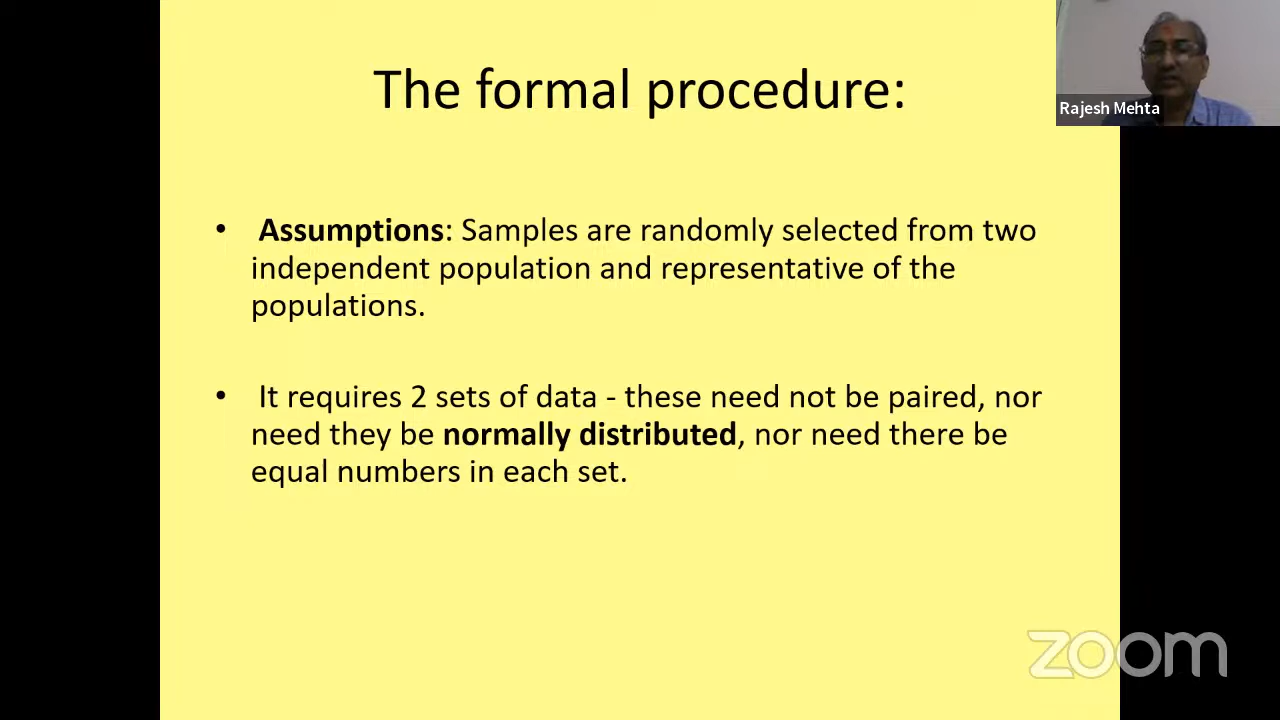 The formal procedure:
Rajesh Mehta
• Assumptions: Samples are randomly selected from two
independent population and representative of the
populations.
• It requires 2 sets of data - these need not be paired, nor
need they be normally distributed, nor need there be
equal numbers in each set.
zoom